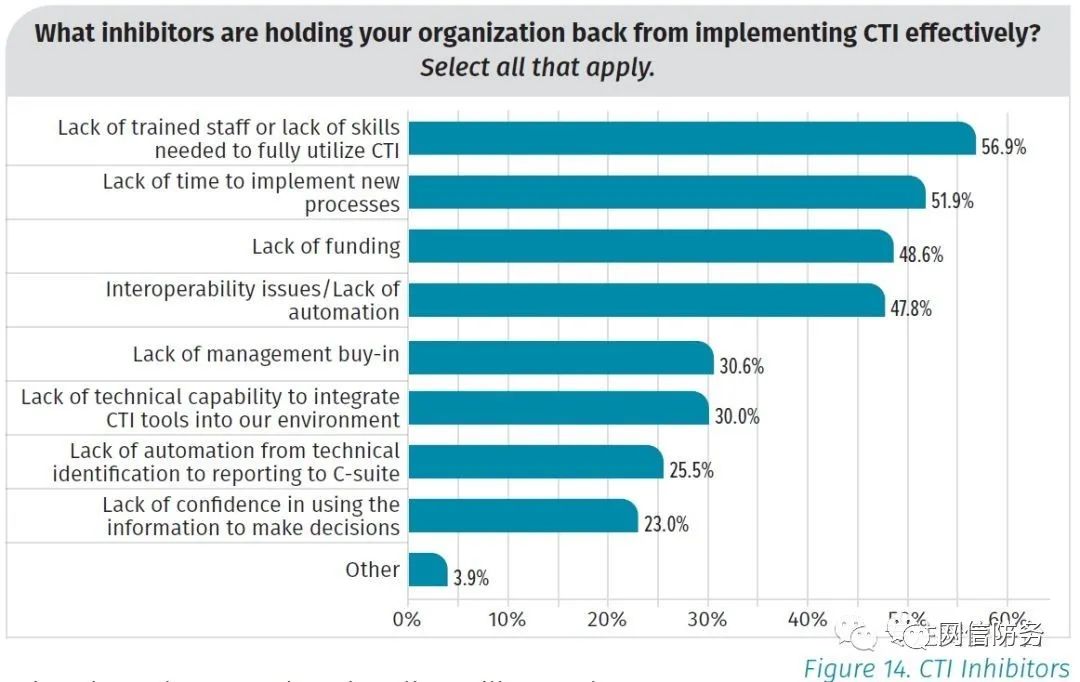 What inhibitors are holding your organization back from implementing CTI effectively?
Select all that apply.
Lack of trained staff or lack of skills
needed to fully utilize CTI
56.9%
Lack of time to implement new
processes
51.9%
Lack of funding
48.6%
Interoperability issues/Lack of
automation
47.8%
Lack of management buy-in
30.6%
Lack of technical capability to integrate
CTI tools into our environment
30.0%
Lack of automation from technical
identification to reporting to C-suite
25.5%
Lack of confidence in using the
information to make decisions
23.0%
Other
3.9%
0% 10% 20% 30% 40% 50% 60%
网信防务
Figure 14. CTI Inhibitors